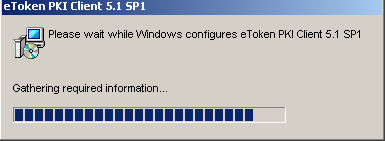 eToken PKI Client 5.1 SP1
Please wait while Windows configures eToken PKI Client 5.1 SP1
Gathering required information...